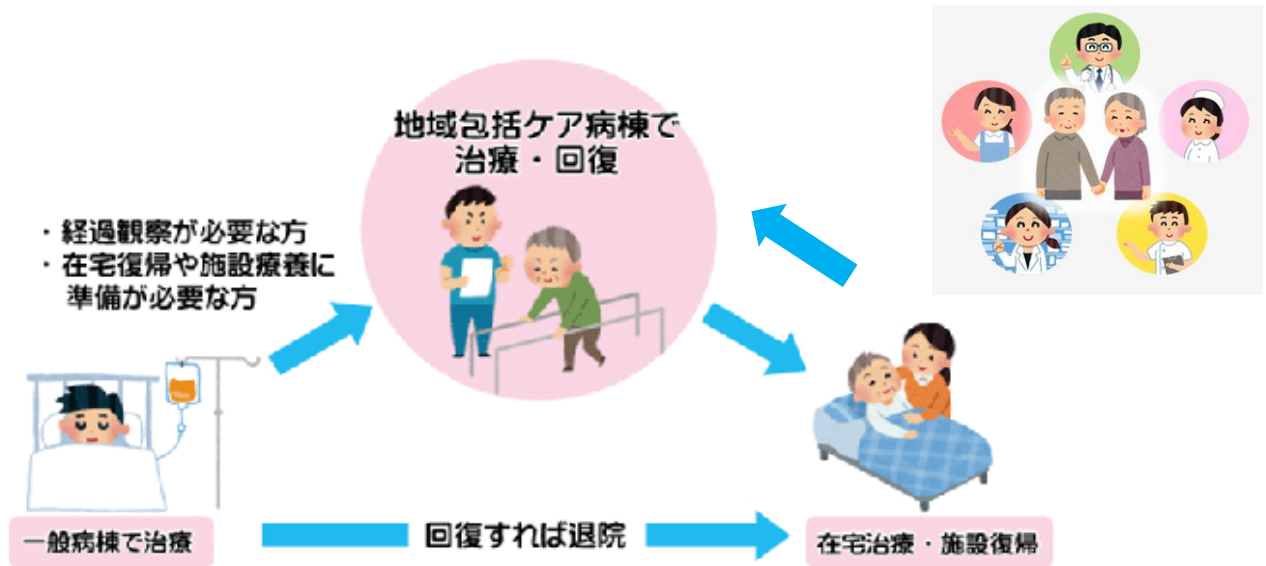 地域包括ケア病棟で
治療・回復
・経過観察が必要な方
・在宅復帰や施設療養に
準備が必要な方
一般病棟で治療
回復すれば退院
在宅治療・施設復帰